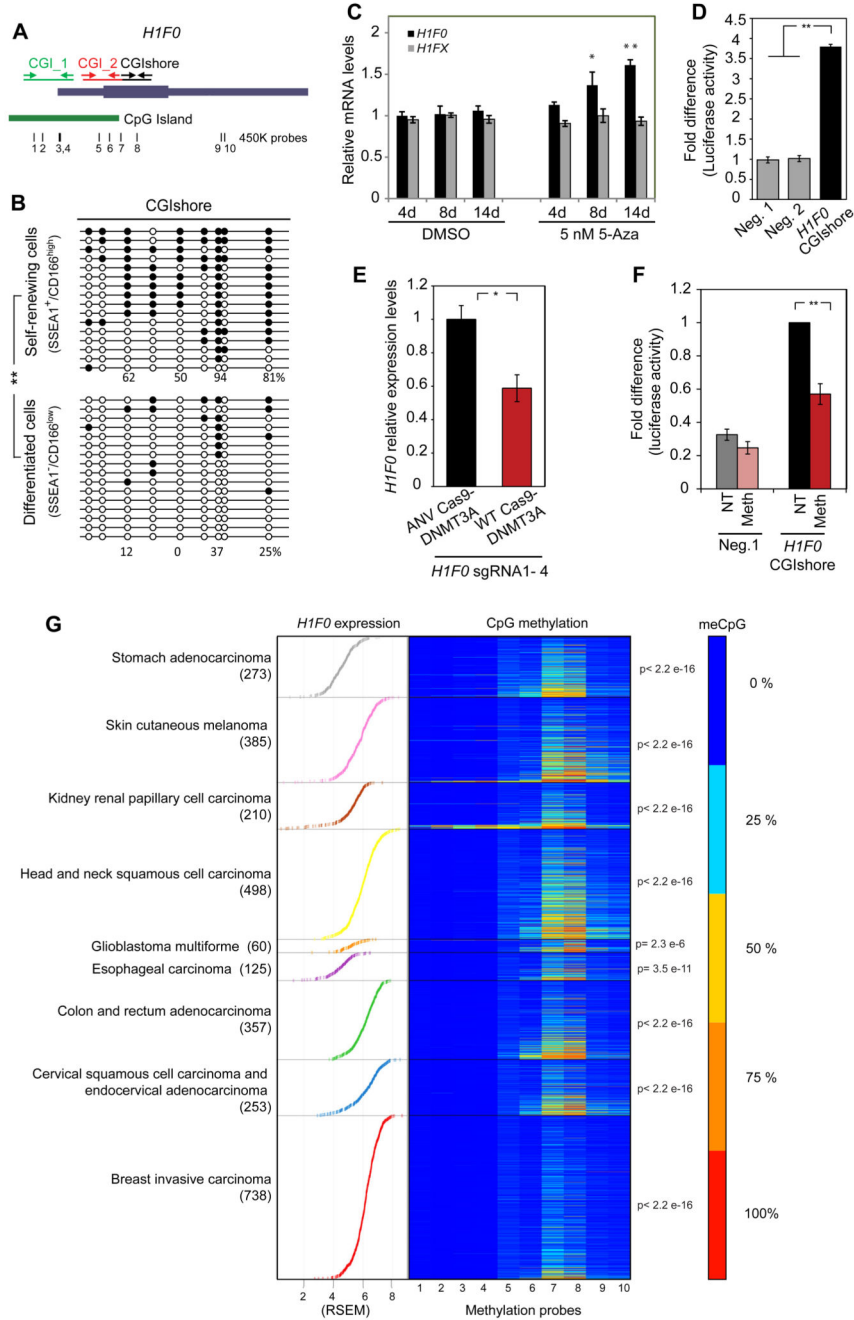 A
H1F0
CGI_1
CGI_2
CGIshore
CpG Island
450K probes
1 2 3,4 5 6 7 8 9 10
B
CGIshore
Self-renewing cells
(SSEA1+/CD166high)
62 50 94 81%
**
Differentiated cells
(SSEA1-/CD166low)
12 0 37 25%
C
Relative mRNA levels
2
1.5
1
0.5
0
H1F0
H1FX
*
**
4d 8d 14d 4d 8d 14d
DMSO
5 nM 5-Aza
D
Fold difference
(Luciferase activity)
4.5
4
3.5
3
2.5
2
1.5
1
0.5
0
**
Neg. 1
Neg. 2
H1F0
CGIshore
E
H1F0 relative expression levels
1.2
1
0.8
0.6
0.4
0.2
0
*
ANV Cas9-
DNMT3A
WT Cas9-
DNMT3A
H1F0 sgRNA1- 4
F
Fold difference
(luciferase activity)
1.2
1
0.8
0.6
0.4
0.2
0
**
NT
Meth
NT
Meth
Neg.1
H1F0
CGIshore
G
H1F0 expression
CpG methylation
meCpG
Stomach adenocarcinoma
(273)
p< 2.2 e-16
Skin cutaneous melanoma
(385)
p< 2.2 e-16
Kidney renal papillary cell carcinoma
(210)
p< 2.2 e-16
Head and neck squamous cell carcinoma
(498)
p< 2.2 e-16
Glioblastoma multiforme (60)
p= 2.3 e-6
Esophageal carcinoma (125)
p= 3.5 e-11
Colon and rectum adenocarcinoma
(357)
p< 2.2 e-16
Cervical squamous cell carcinoma and
endocervical adenocarcinoma
(253)
p< 2.2 e-16
Breast invasive carcinoma
(738)
p< 2.2 e-16
0 %
25 %
50 %
75 %
100%
2 4 6 8
(RSEM)
1 2 3 4 5 6 7 8 9 10
Methylation probes